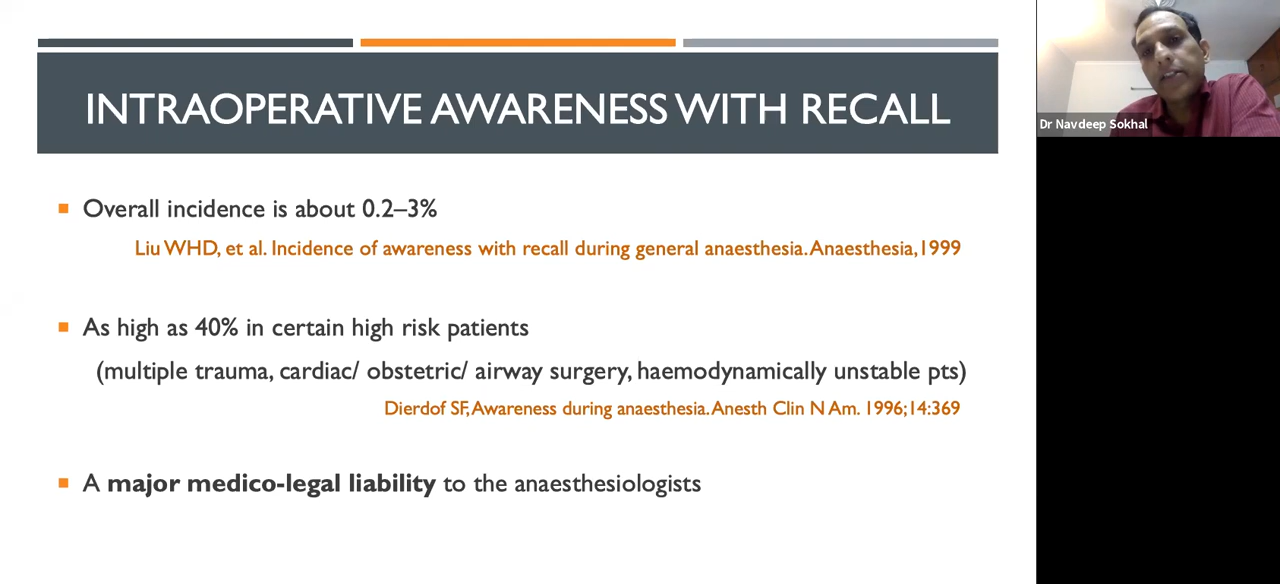 INTRAOPERATIVE AWARENESS WITH RECALL
Overall incidence is about 0.2–3%
Liu WHD, et al. Incidence of awareness with recall during general anaesthesia. Anaesthesia,1999
As high as 40% in certain high risk patients
(multiple trauma, cardiac/ obstetric/ airway surgery, haemodynamically unstable pts)
Dierdof SF, Awareness during anaesthesia. Anesth Clin N Am. 1996;14:369
A major medico-legal liability to the anaesthesiologists
Dr Navdeep Sokhal